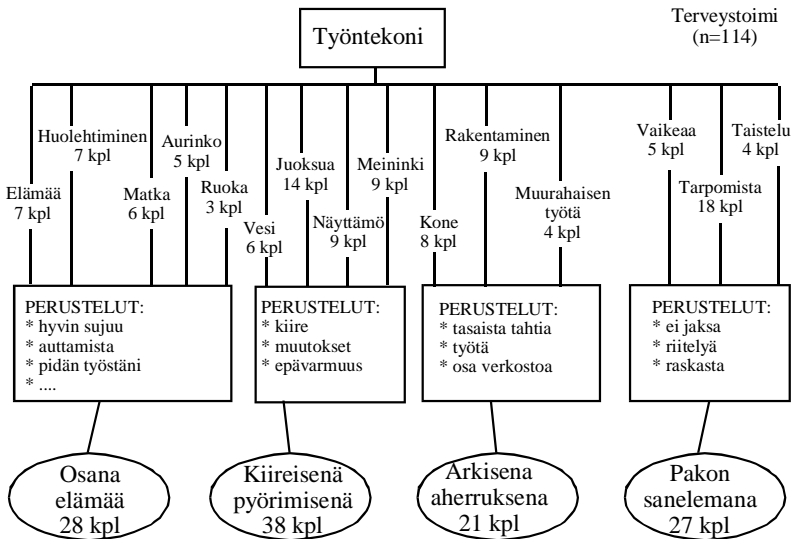 Työntekoni
Terveystoimi
(n=114)
Elämää
7 kpl
Huolehtiminen
7 kpl
Matka
6 kpl
Aurinko
5 kpl
Ruoka
3 kpl
Vesi
6 kpl
Juoksua
14 kpl
Näyttämö
9 kpl
Meininki
9 kpl
Kone
8 kpl
Rakentaminen
9 kpl
Muurahaisen
työtä
4 kpl
Vaikeaa
5 kpl
Tarpomista
18 kpl
Taistelu
4 kpl
PERUSTELUT:
* hyvin sujuu
* auttamista
* pidän työstäni
* ....
PERUSTELUT:
* kiire
* muutokset
* epävarmuus
PERUSTELUT:
* tasaista tahtia
* työtä
* osa verkostoa
PERUSTELUT:
* ei jaksa
* riitelyä
* raskasta
Osana
elämää
28 kpl
Kiireisenä
pyörimisenä
38 kpl
Arkisena
aherruksena
21 kpl
Pakon
sanelemana
27 kpl